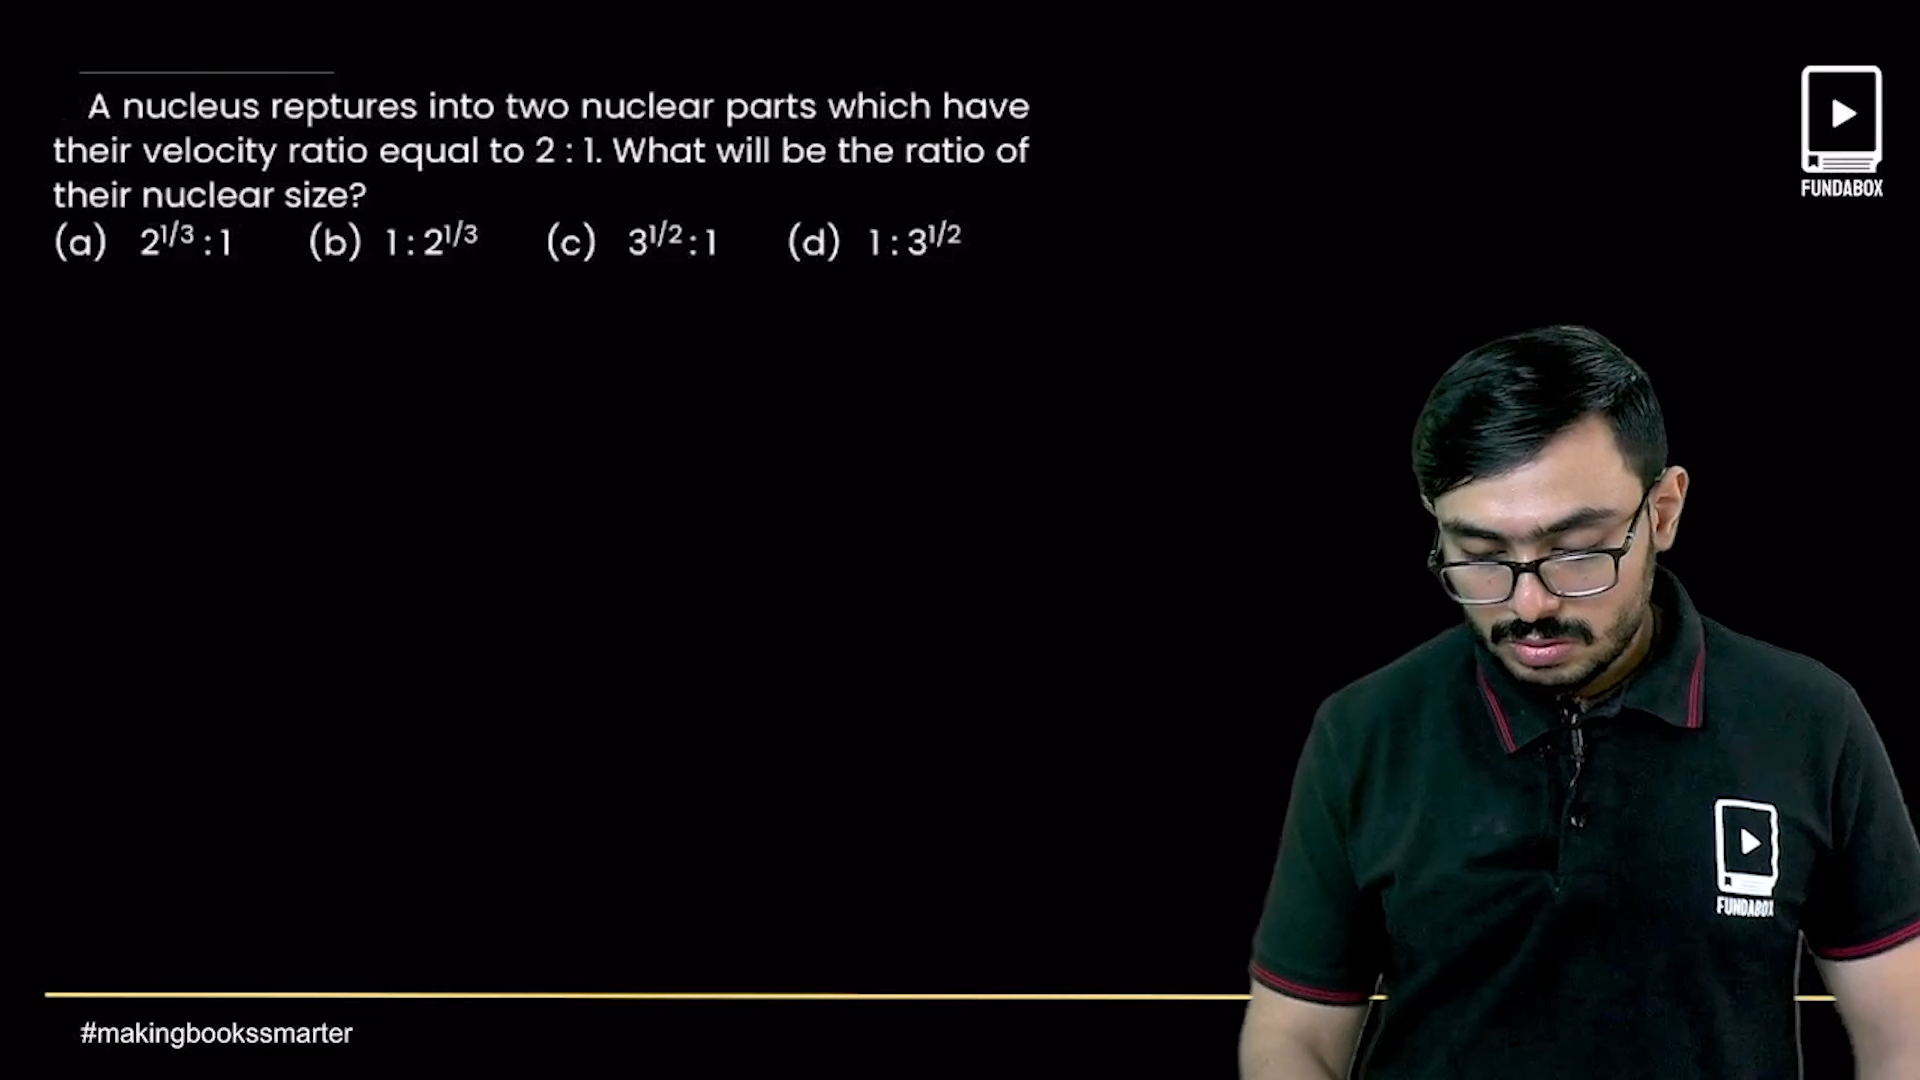 A nucleus reptures into two nuclear parts which have
their velocity ratio equal to 2 : 1. What will be the ratio of
their nuclear size?
(a) 2^{1/3} : 1 (b) 1 : 2^{1/3} (c) 3^{1/2} : 1 (d) 1 : 3^{1/2}
FUNDABOX
FUNDABOX
#makingbookssmarter